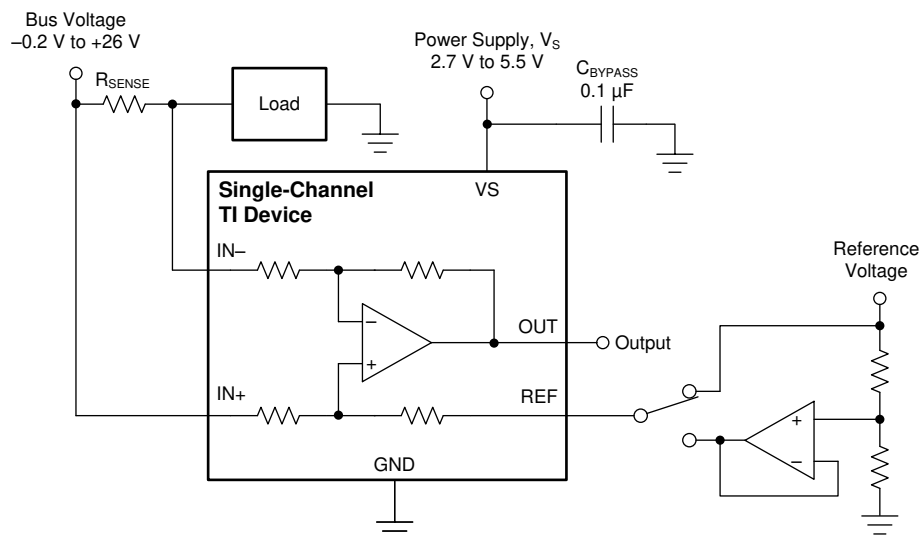 Bus Voltage
–0.2 V to +26 V
Power Supply, VS
2.7 V to 5.5 V
CBYPASS
0.1 µF
RSENSE
Load
Single-Channel
TI Device
VS
IN–
Reference
Voltage
–
OUT
Output
+
IN+
REF
+
–
GND